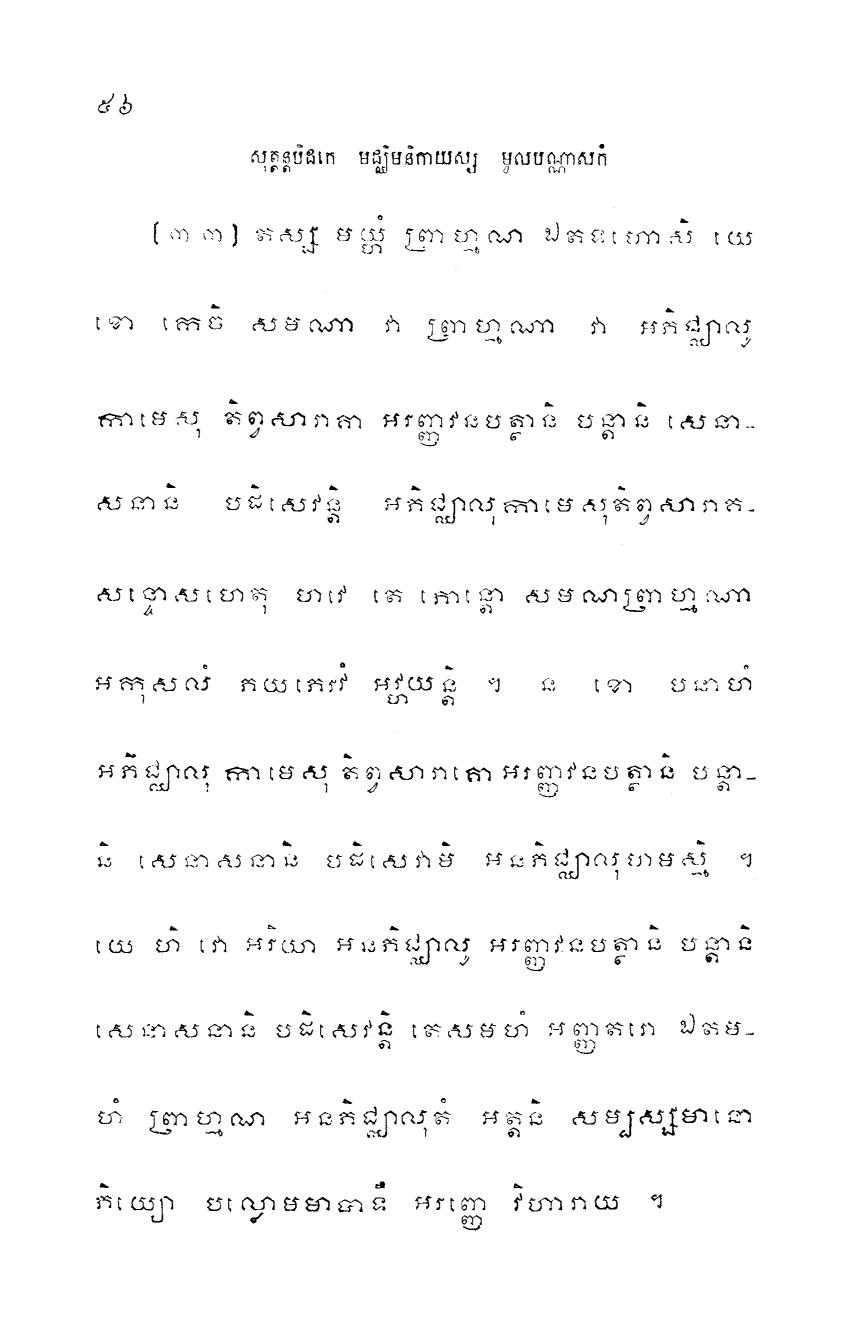 ៥៦
សុត្តន្តបិដកេ មជ្ឈិមនិកាយស្ស មូលបណ្ណាសកំ
(៣៣) តស្ស មយ្ហំ ព្រាហ្មណ ឯតទហោសិ យេ
ខោ កេចិ សមណា វា ព្រាហ្មណា វា អភិជ្ឈាលូ
កាមេសុ តិព្វសារាគា អរញ្ញវនបត្ថានិ បន្តានិ សេនា-
សនានិ បដិសេវន្តិ អភិជ្ឈាលុកាមេសុតិព្វសារាគ-
សន្ទោសហេតុ ហវេ តេ ភោន្តោ សមណព្រាហ្មណា
អកុសលំ ភយភេរវំ អវ្ហយន្តិ ។ ន ខោ បនាហំ
អភិជ្ឈាលុ កាមេសុ តិព្វសារាគោ អរញ្ញវនបត្ថានិ បន្តា-
និ សេនាសនានិ បដិសេវាមិ អនភិជ្ឈាលុហមស្មិ ។
យេ ហិ វោ អរិយា អនភិជ្ឈាលូ អរញ្ញវនបត្ថានិ បន្តានិ
សេនាសនានិ បដិសេវន្តិ តេសមហំ អញ្ញតរោ ឯតម-
ហំ ព្រាហ្មណ អនភិជ្ឈាលុតំ អត្តនិ សម្បស្សមានោ
ភិយ្យោ បល្លោមមាបាទឹ អរញ្ញេ វិហារាយ ។